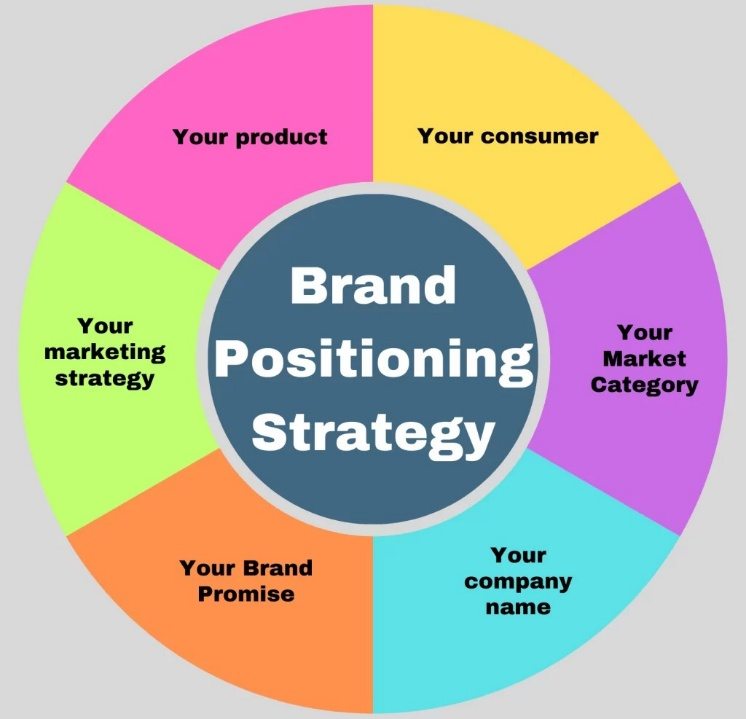 Your product
Your consumer
Your
marketing
strategy
Brand
Positioning
Strategy
Your
Market
Category
Your Brand
Promise
Your
company
name